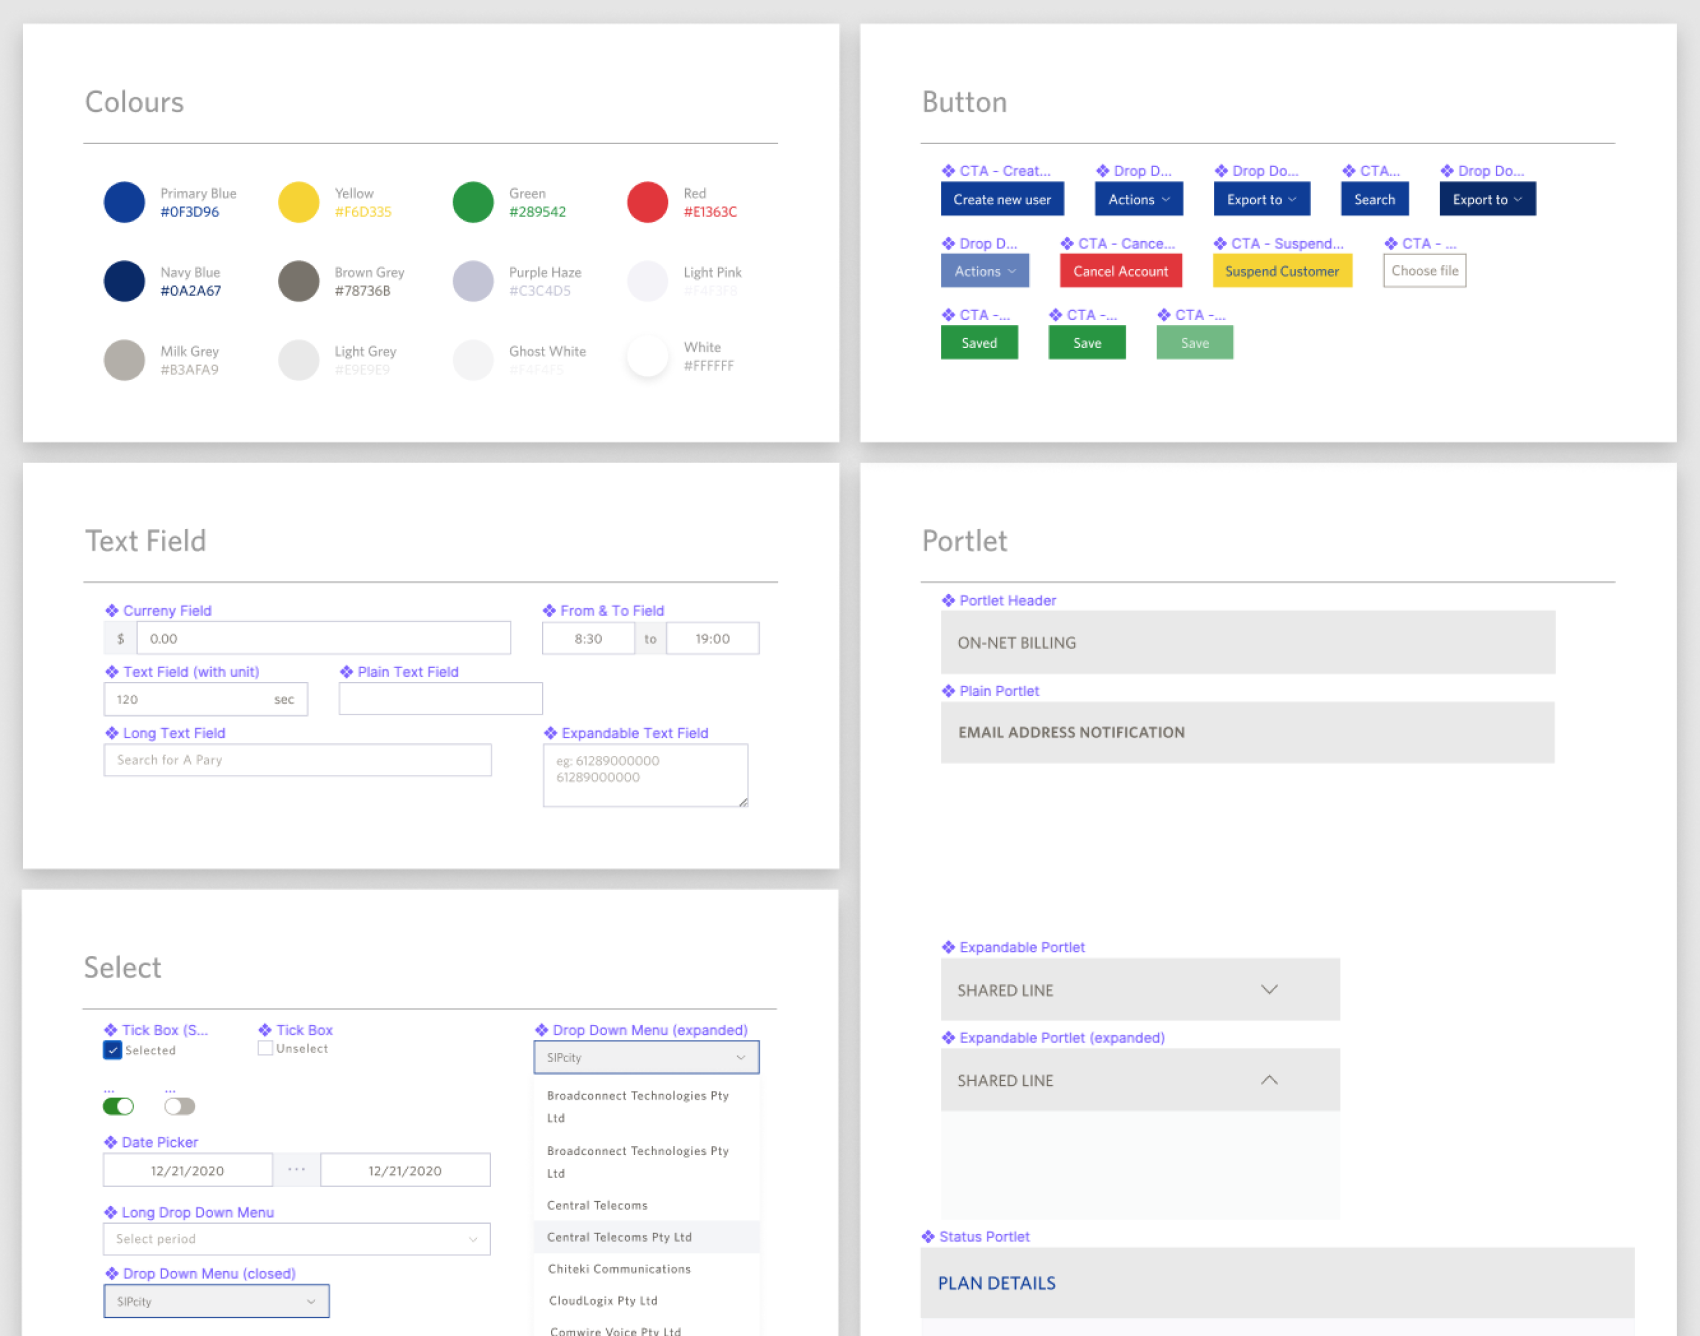 Colours
Primary Blue
#0F3D96
Yellow
#F6D335
Green
#289542
Red
#E1363C
Navy Blue
#0A2A67
Brown Grey
#78736B
Purple Haze
#C3C4D5
Light Pink
#F4F3F8
Milk Grey
#B3AFA9
Light Grey
#E9E9E9
Ghost White
White
#FFFFFF
Button
CTA - Creat...
Drop D...
Drop Do...
CTA...
Drop Do...
Create new user
Actions
Export to
Search
Export to
Drop D...
CTA - Cance...
CTA - Suspend...
CTA - ...
Actions
Cancel Account
Suspend Customer
Choose file
CTA -...
CTA -...
CTA -...
Saved
Save
Save
Text Field
Curreny Field
$ 0.00
From & To Field
8:30 to 19:00
Text Field (with unit)
120 sec
Plain Text Field
Long Text Field
Search for A Pary
Expandable Text Field
eg: 61289000000
61289000000
Portlet
Portlet Header
ON-NET BILLING
Plain Portlet
EMAIL ADDRESS NOTIFICATION
Expandable Portlet
SHARED LINE
Expandable Portlet (expanded)
SHARED LINE
Status Portlet
PLAN DETAILS
Select
Tick Box (S...
Selected
Tick Box
Unselect
...
...
Date Picker
12/21/2020 ... 12/21/2020
Long Drop Down Menu
Select period
Drop Down Menu (closed)
SIPcity
Drop Down Menu (expanded)
SIPcity
Broadconnect Technologies Pty
Ltd
Broadconnect Technologies Pty
Ltd
Central Telecoms
Central Telecoms Pty Ltd
Chiteki Communications
CloudLogix Pty Ltd
Comwire Voice Pty Ltd